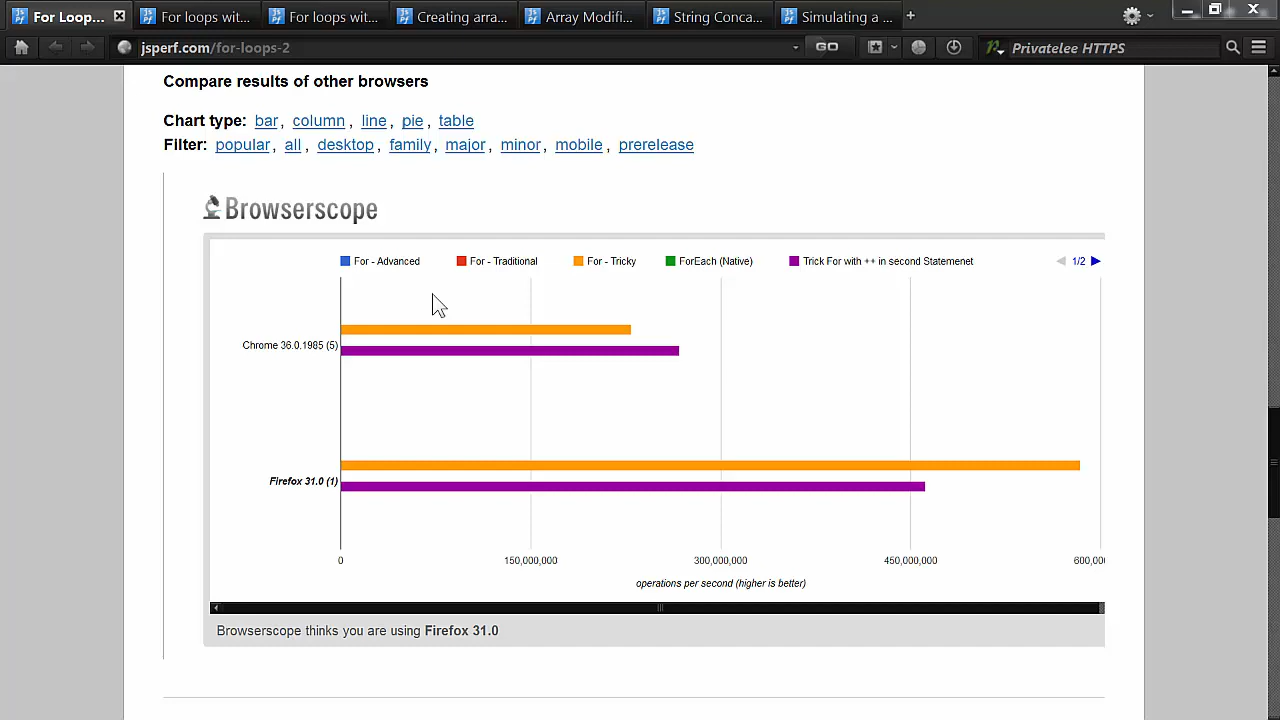 For Loop...
For loops wit...
For loops wit...
Creating arra...
Array Modifi...
String Conca...
Simulating a ...
jsperf.com/for-loops-2
GO
Privatelee HTTPS
Compare results of other browsers
Chart type: bar, column, line, pie, table
Filter: popular, all, desktop, family, major, minor, mobile, prerelease
Browserscope
For - Advanced
For - Traditional
For - Tricky
ForEach (Native)
Trick For with ++ in second Statemenet
1/2
Chrome 36.0.1985 (5)
Firefox 31.0 (1)
0
150,000,000
300,000,000
450,000,000
600,00
operations per second (higher is better)
Browserscope thinks you are using Firefox 31.0